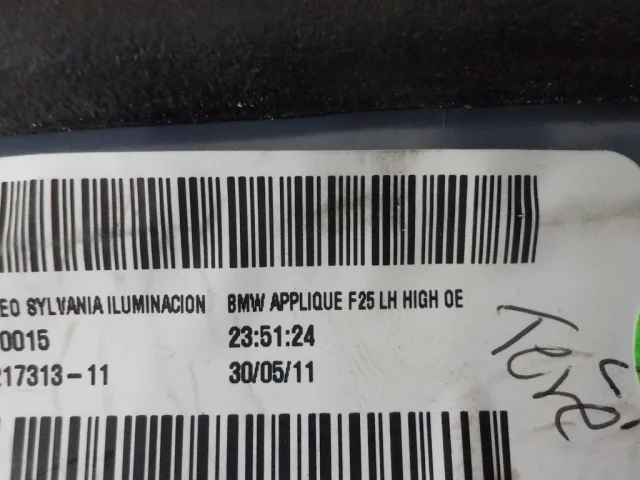 EO SYLVANIA ILUMINACION BMW APPLIQUE F25 LH HIGH OE
0015 23:51:24
217313-11 30/05/11